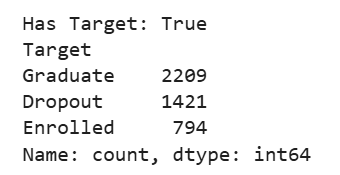 Has Target: True
Target
Graduate    2209
Dropout     1421
Enrolled     794
Name: count, dtype: int64